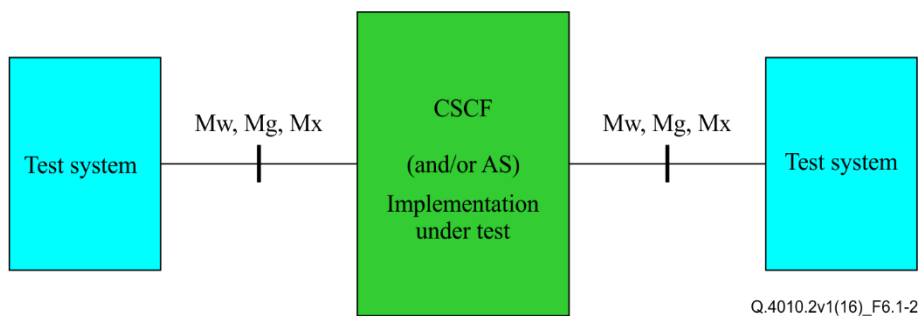 Test system
Mw, Mg, Mx
CSCF
(and/or AS)
Implementation
under test
Mw, Mg, Mx
Test system
Q.4010.2v1(16)_F6.1-2